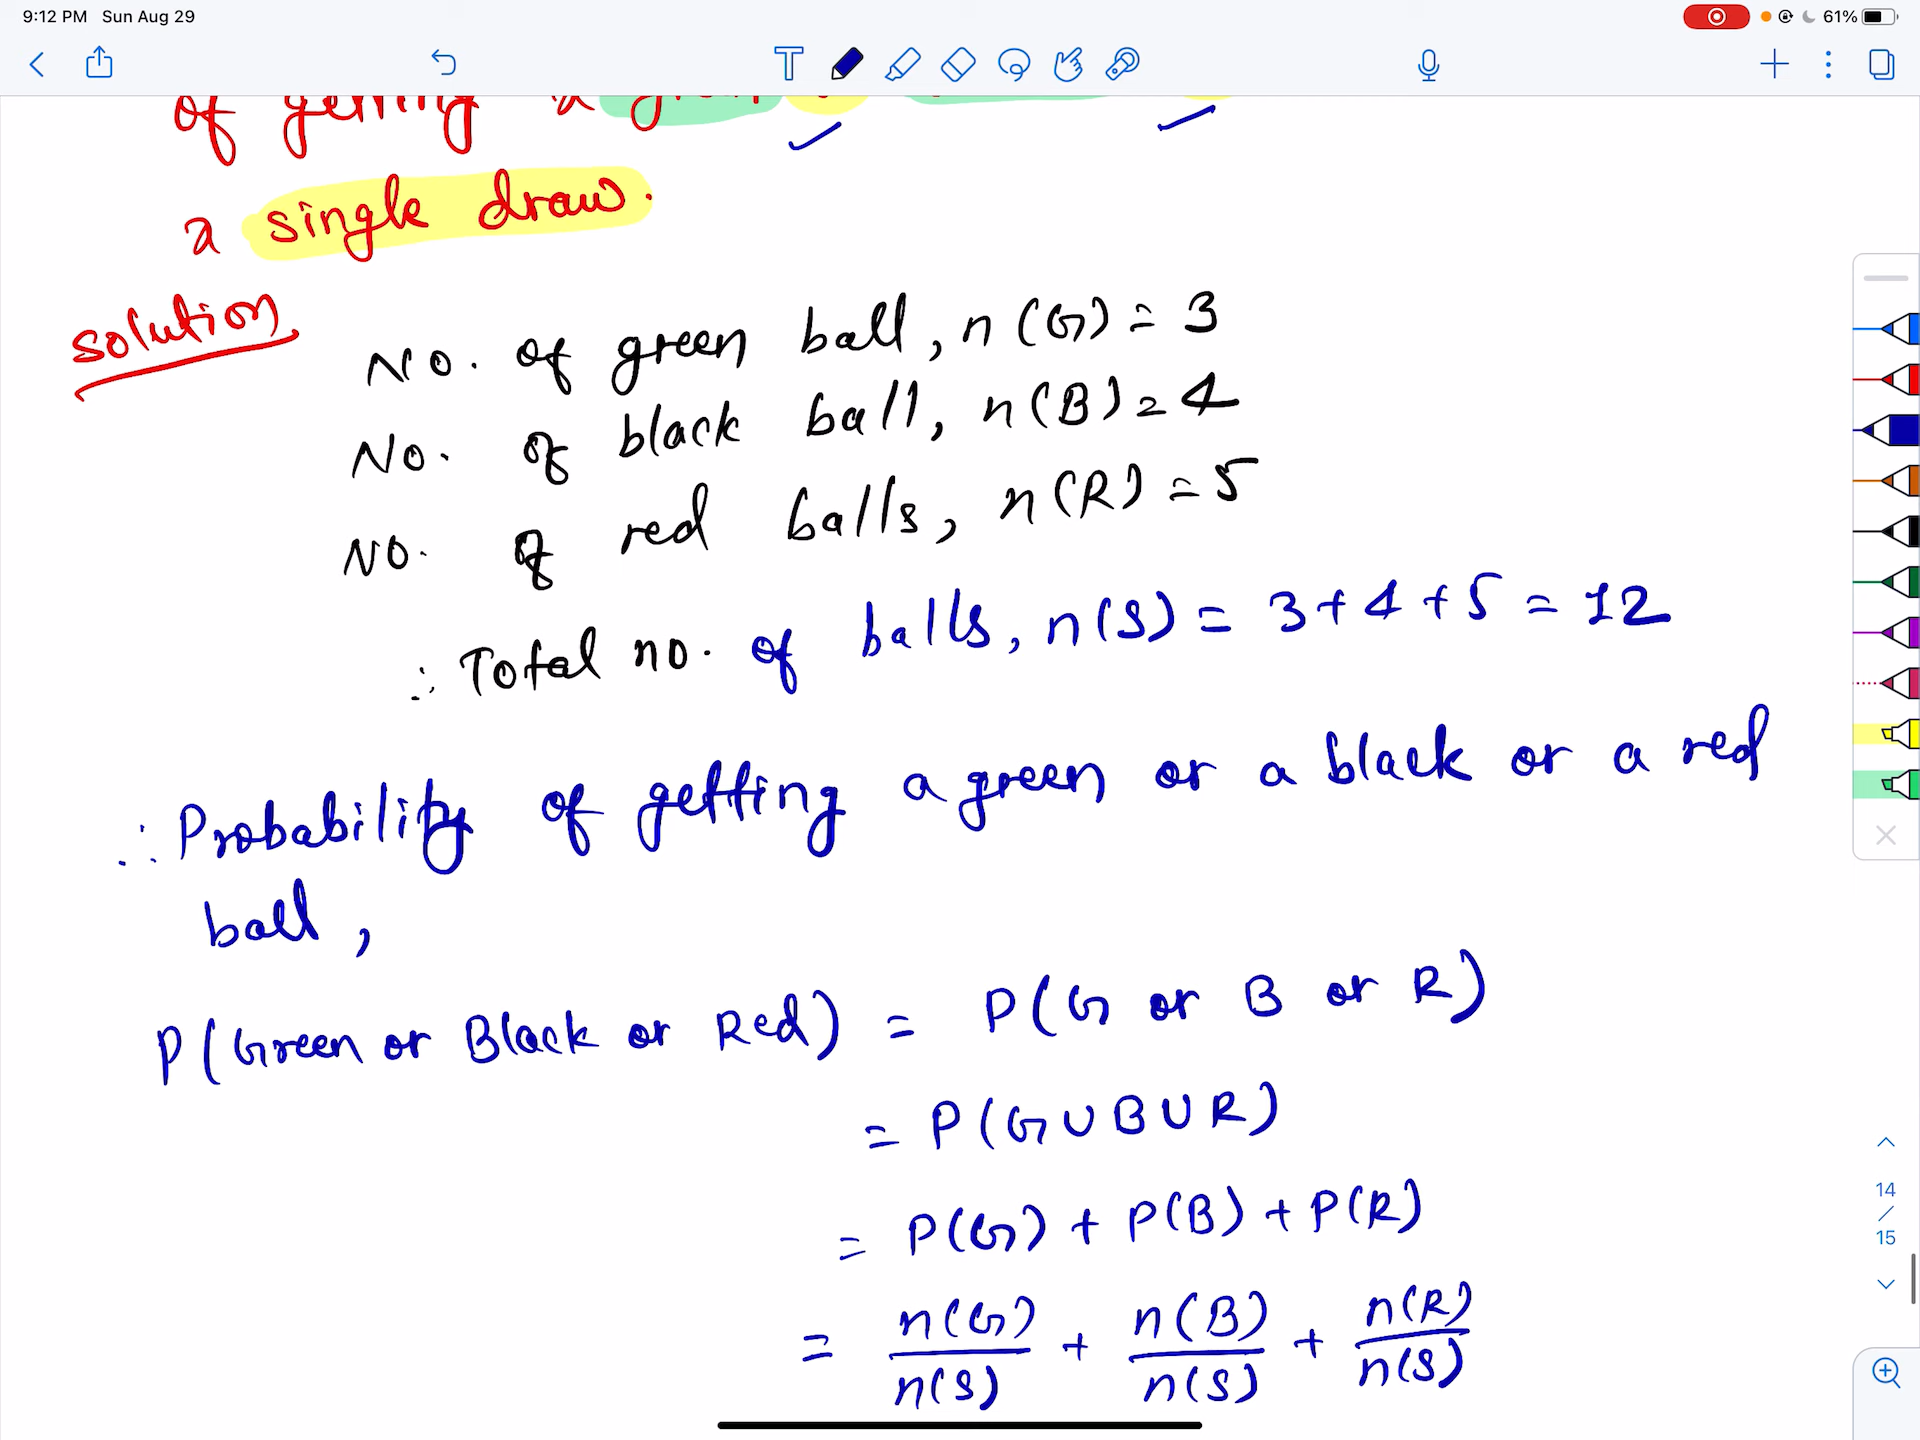 9:12 PM Sun Aug 29
61%
of getting a
a single draw.
solution
No. of green ball, n(G) = 3
No. of black ball, n(B) = 4
No. of red balls, n(R) = 5
∴ Total no. of balls, n(S) = 3 + 4 + 5 = 12
∴ Probability of getting a green or a black or a red
ball,
P(Green or Black or Red) = P(G or B or R)
= P(G ∪ B ∪ R)
= P(G) + P(B) + P(R)
= n(G)/n(S) + n(B)/n(S) + n(R)/n(S)
14
/
15